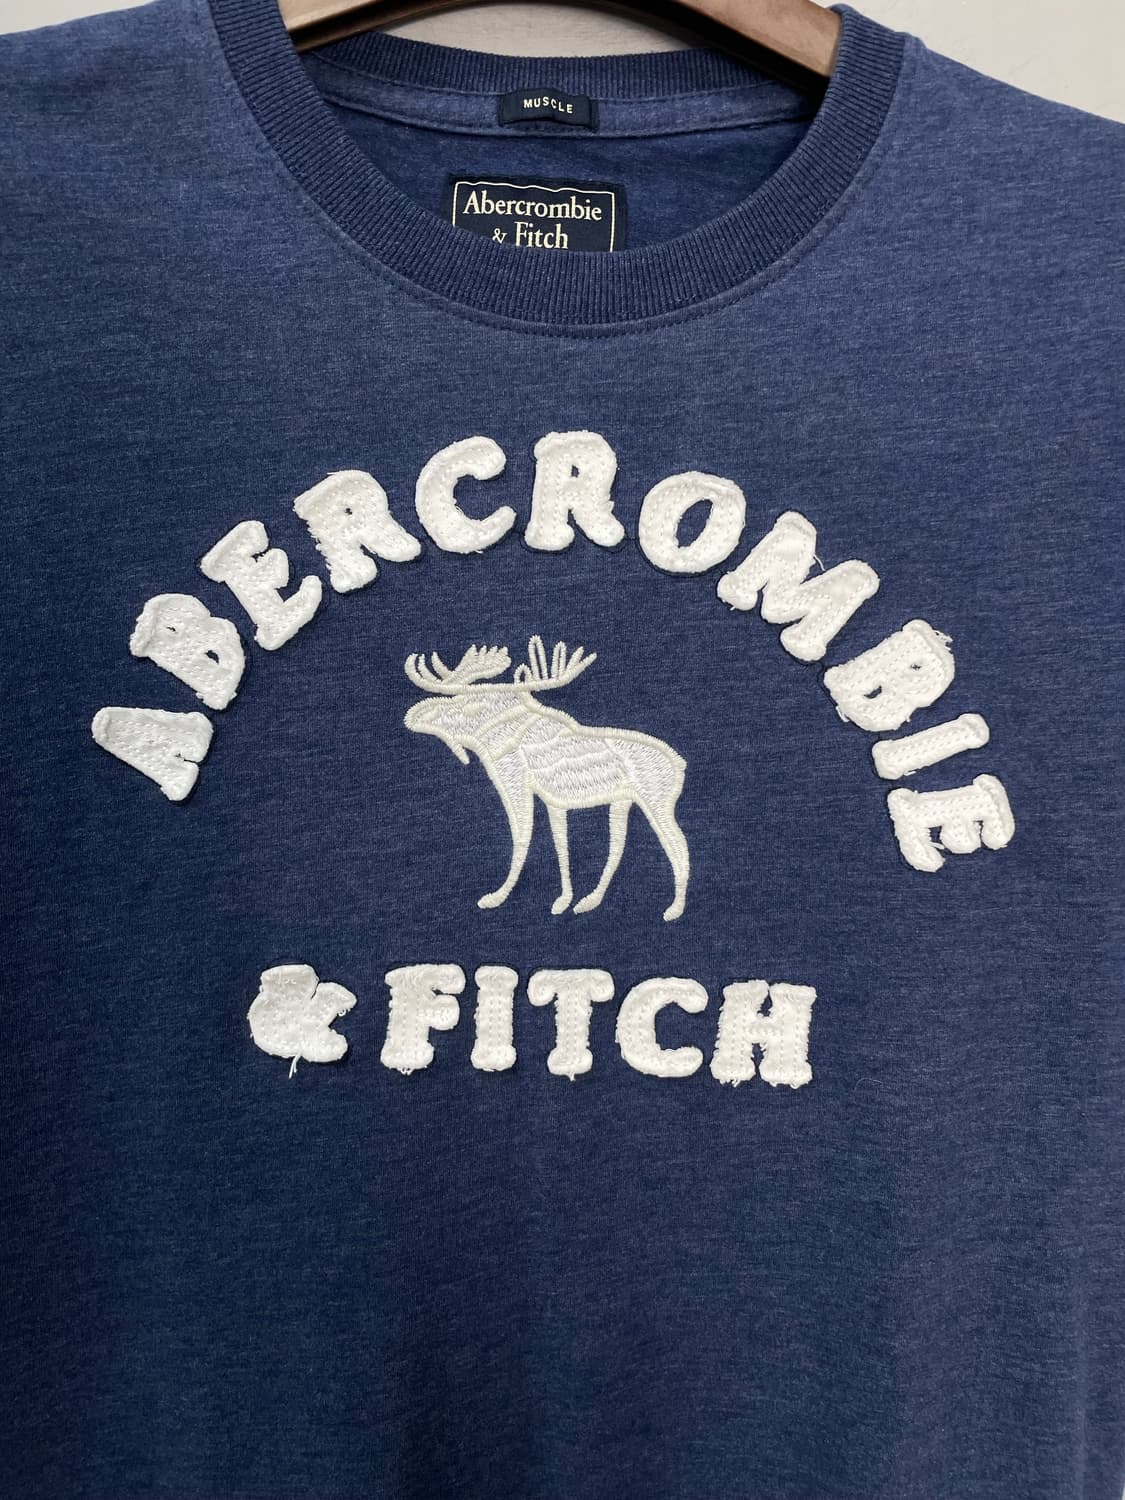 MUSCLE
Abercrombie
& Fitch
ABERCROMBIE
& FITCH